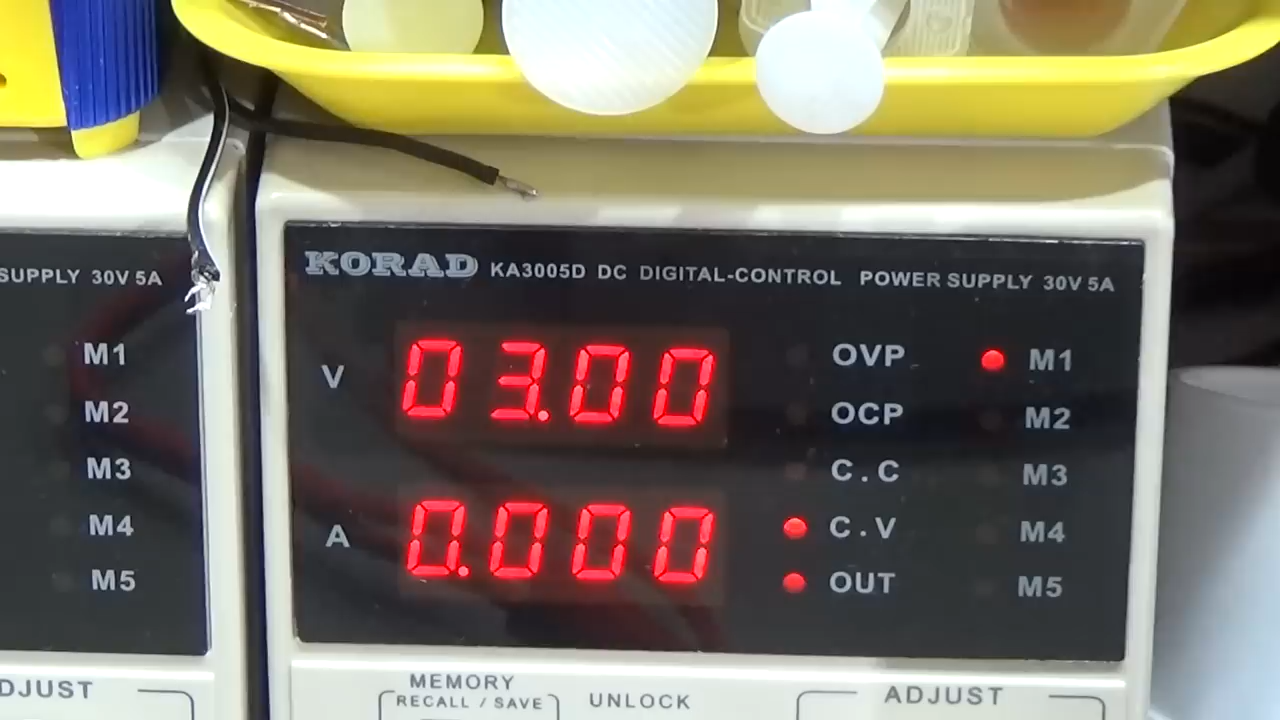 SUPPLY 30V 5A
M1
M2
M3
M4
M5
DJUST
KORAD KA3005D DC DIGITAL-CONTROL POWER SUPPLY 30V 5A
V 03.00
A 0.000
OVP M1
OCP M2
C.C M3
C.V M4
OUT M5
MEMORY
RECALL / SAVE
UNLOCK
ADJUST